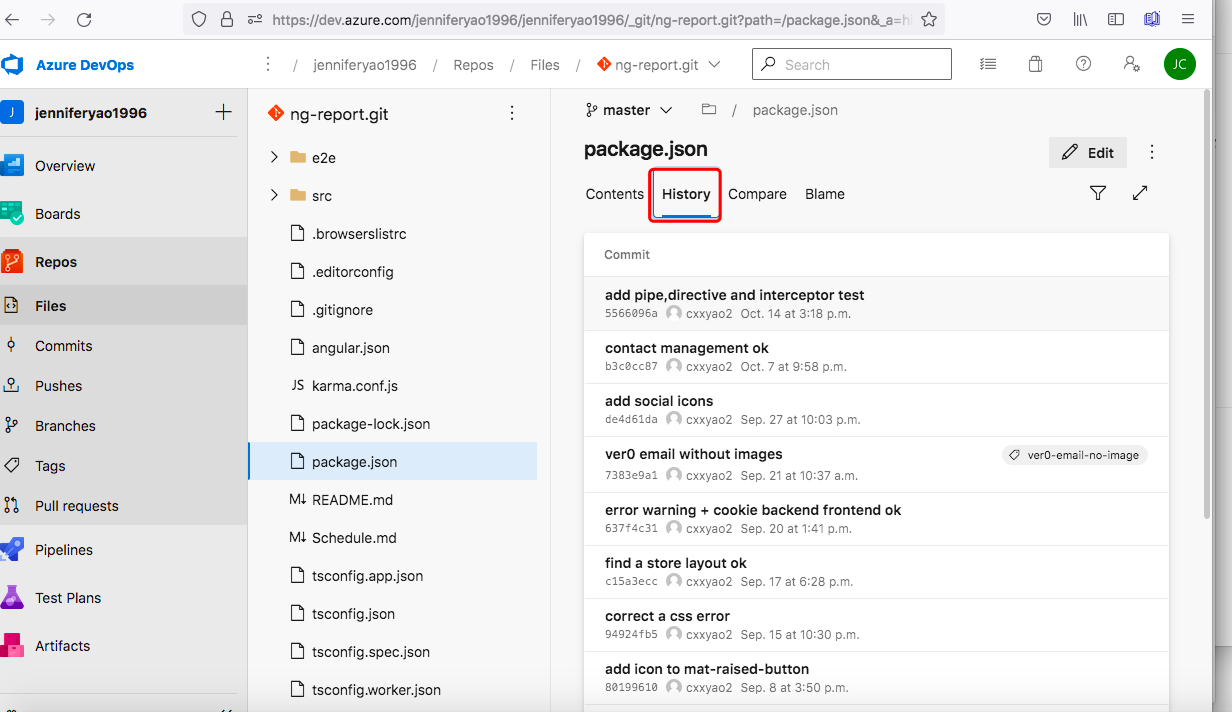 https://dev.azure.com/jenniferyao1996/jenniferyao1996/_git/ng-report.git?path=/package.json&_a=hi
Azure DevOps
/ jenniferyao1996 / Repos / Files / ng-report.git
Search
JC
J jenniferyao1996
Overview
Boards
Repos
Files
Commits
Pushes
Branches
Tags
Pull requests
Pipelines
Test Plans
Artifacts
ng-report.git
e2e
src
.browserslistrc
.editorconfig
.gitignore
angular.json
JS karma.conf.js
package-lock.json
package.json
M↓ README.md
M↓ Schedule.md
tsconfig.app.json
tsconfig.json
tsconfig.spec.json
tsconfig.worker.json
master / package.json
package.json
Edit
Contents History Compare Blame
Commit
add pipe,directive and interceptor test
5566096a cxxyao2 Oct. 14 at 3:18 p.m.
contact management ok
b3c0cc87 cxxyao2 Oct. 7 at 9:58 p.m.
add social icons
de4d61da cxxyao2 Sep. 27 at 10:03 p.m.
ver0 email without images
ver0-email-no-image
7383e9a1 cxxyao2 Sep. 21 at 10:37 a.m.
error warning + cookie backend frontend ok
637f4c31 cxxyao2 Sep. 20 at 1:41 p.m.
find a store layout ok
c15a3ecc cxxyao2 Sep. 17 at 6:28 p.m.
correct a css error
94924fb5 cxxyao2 Sep. 15 at 10:30 p.m.
add icon to mat-raised-button
80199610 cxxyao2 Sep. 8 at 3:50 p.m.